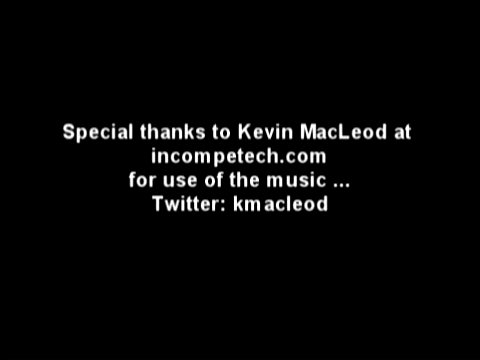 Special thanks to Kevin MacLeod at
incompetech.com
for use of the music ...
Twitter: kmacleod